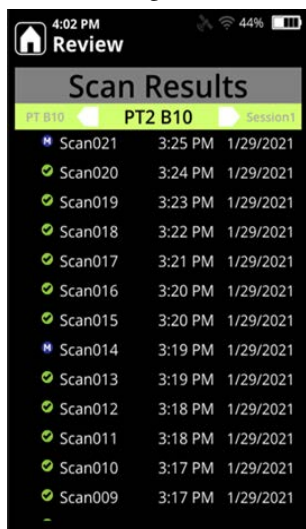 4:02 PM 44%
Review
Scan Results
PT B10 PT2 B10 Session1
M Scan021 3:25 PM 1/29/2021
Scan020 3:24 PM 1/29/2021
Scan019 3:23 PM 1/29/2021
Scan018 3:22 PM 1/29/2021
Scan017 3:21 PM 1/29/2021
Scan016 3:20 PM 1/29/2021
Scan015 3:20 PM 1/29/2021
M Scan014 3:19 PM 1/29/2021
Scan013 3:19 PM 1/29/2021
Scan012 3:18 PM 1/29/2021
Scan011 3:18 PM 1/29/2021
Scan010 3:17 PM 1/29/2021
Scan009 3:17 PM 1/29/2021